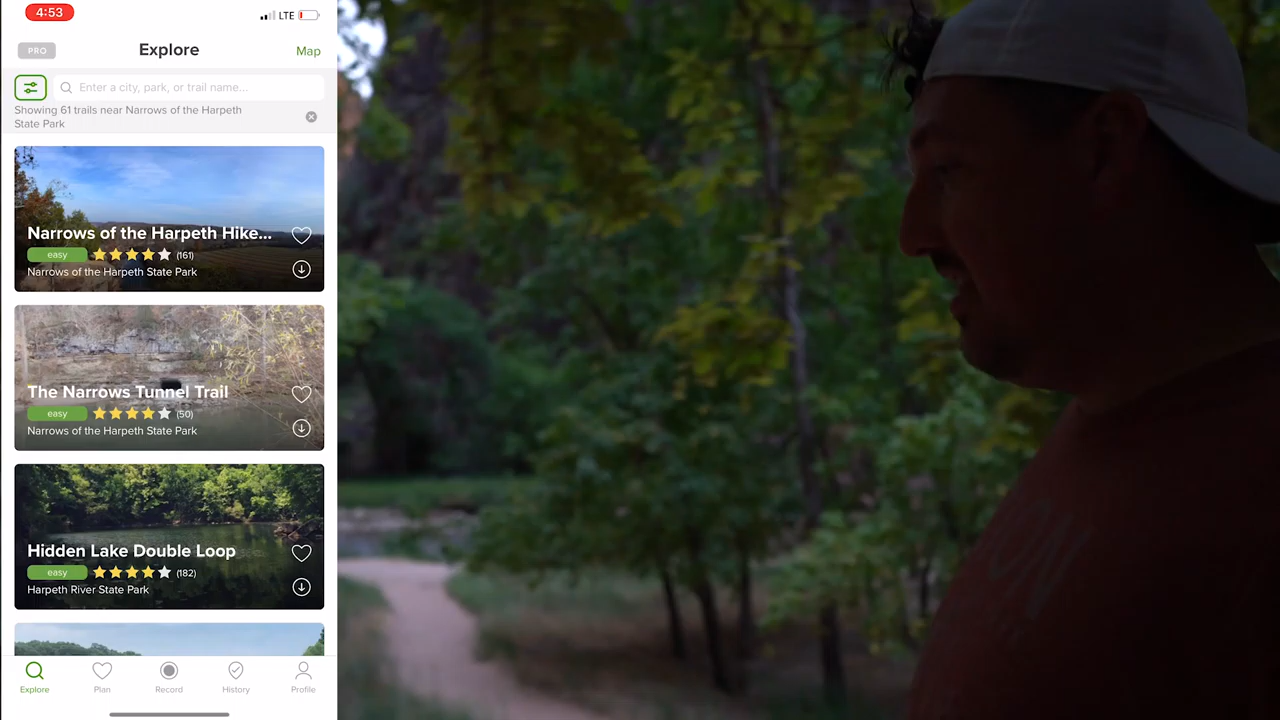 4:53
LTE
PRO
Explore
Map
Enter a city, park, or trail name...
Showing 61 trails near Narrows of the Harpeth
State Park
Narrows of the Harpeth Hike...
easy
(161)
Narrows of the Harpeth State Park
The Narrows Tunnel Trail
easy
(50)
Narrows of the Harpeth State Park
Hidden Lake Double Loop
easy
(182)
Harpeth River State Park
Explore
Plan
Record
History
Profile